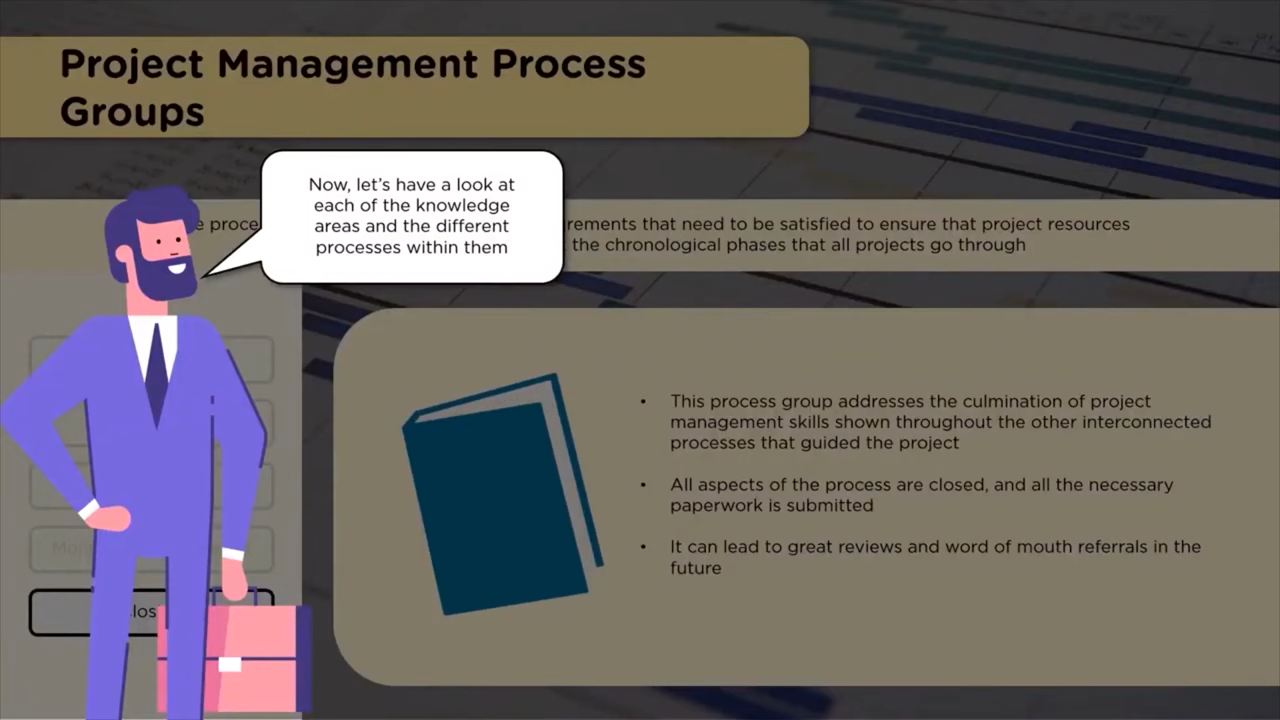 Project Management Process
Groups
Now, let's have a look at
each of the knowledge
areas and the different
processes within them
that need to be satisfied to ensure that project resources
the chronological phases that all projects go through
• This process group addresses the culmination of project
management skills shown throughout the other interconnected
processes that guided the project
• All aspects of the process are closed, and all the necessary
paperwork is submitted
• It can lead to great reviews and word of mouth referrals in the
future